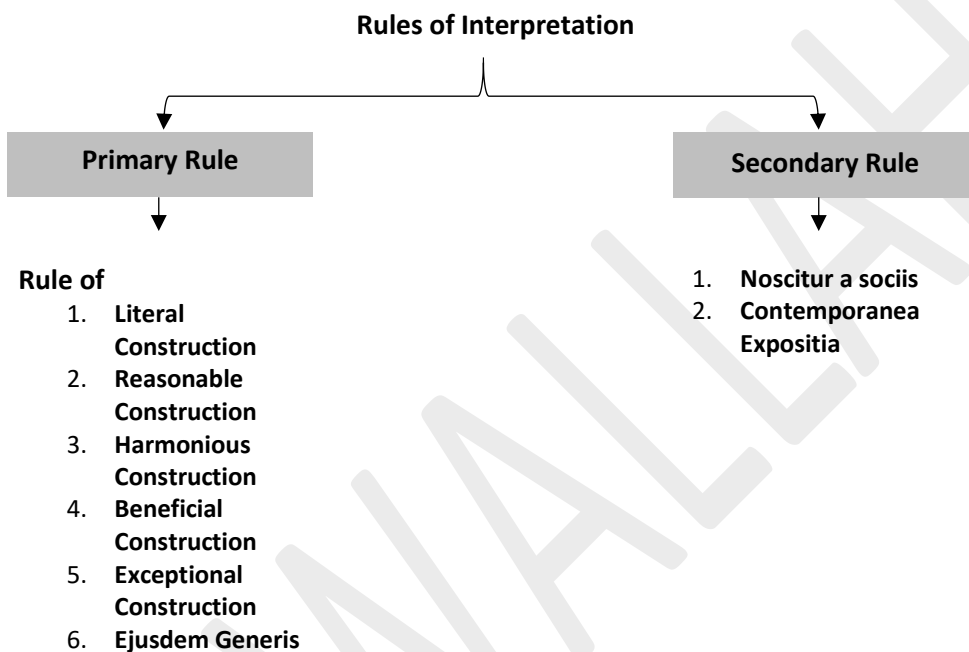 Rules of Interpretation
Primary Rule
Secondary Rule
Rule of
1. Literal
Construction
2. Reasonable
Construction
3. Harmonious
Construction
4. Beneficial
Construction
5. Exceptional
Construction
6. Ejusdem Generis
1. Noscitur a sociis
2. Contemporanea
Expositia